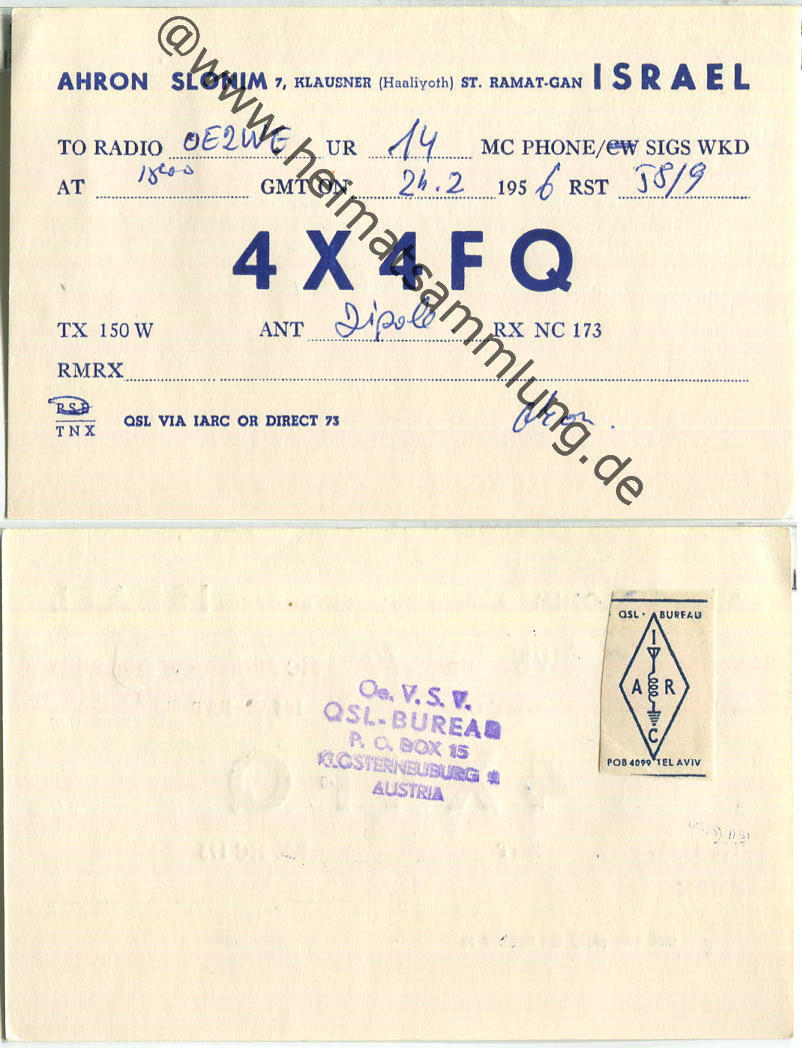 AHRON SLONIM 7, KLAUSNER (Haaliyoth) ST. RAMAT-GAN ISRAEL
TO RADIO OE2WE UR 14 MC PHONE/CW SIGS WKD
AT GMT ON 24.2 1956 RST 58/9
4X4FQ
TX 150 W ANT Dipole RX NC 173
RMRX
PSE
TNX
QSL VIA IARC OR DIRECT 73
@www.heimatsammlung.de
Oe. V. S. V.
QSL-BUREAU
P. O. BOX 15
KLOSTERNEUBURG
AUSTRIA
QSL · BUREAU
I
A R
C
POB 4099 TEL AVIV